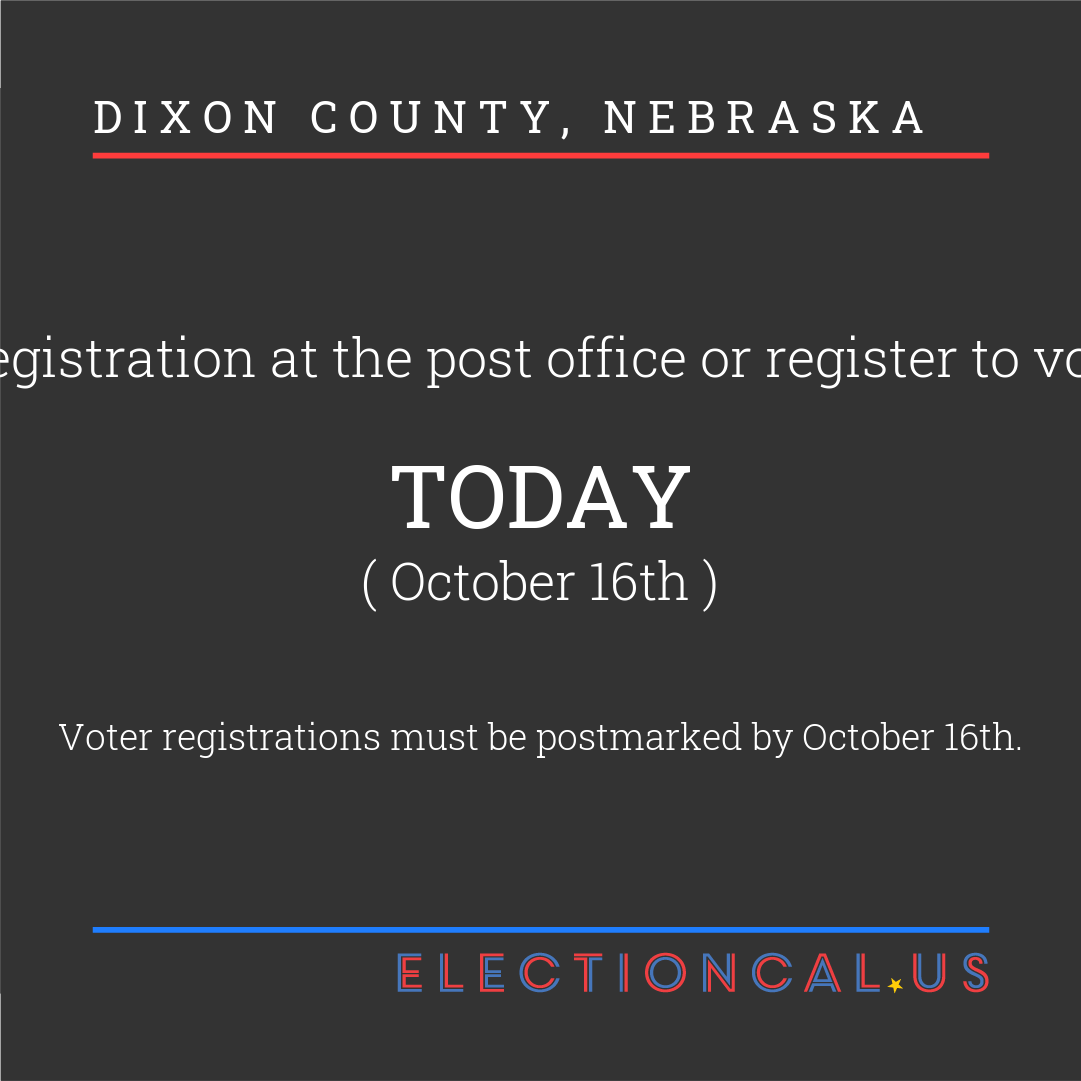 DIXON COUNTY, NEBRASKA
egistration at the post office or register to vo
TODAY
( October 16th )
Voter registrations must be postmarked by October 16th.
ELECTIONCAL.US